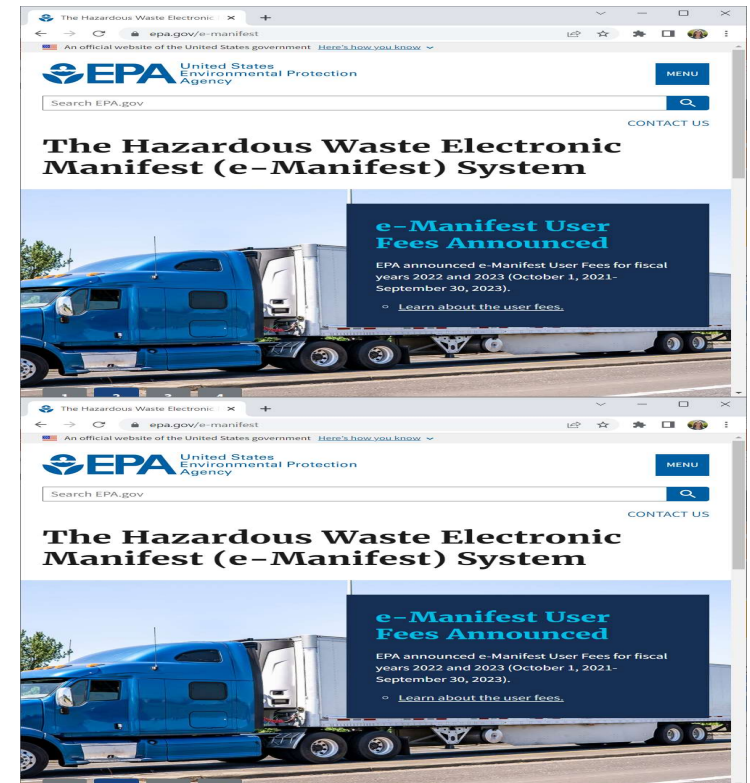 The Hazardous Waste Electronic
epa.gov/e-manifest
An official website of the United States government Here's how you know
EPA United States
Environmental Protection
Agency
MENU
Search EPA.gov
CONTACT US
The Hazardous Waste Electronic
Manifest (e-Manifest) System
e-Manifest User
Fees Announced
EPA announced e-Manifest User Fees for fiscal
years 2022 and 2023 (October 1, 2021-
September 30, 2023).
Learn about the user fees.
1 2 3 4
The Hazardous Waste Electronic
epa.gov/e-manifest
An official website of the United States government Here's how you know
EPA United States
Environmental Protection
Agency
MENU
Search EPA.gov
CONTACT US
The Hazardous Waste Electronic
Manifest (e-Manifest) System
e-Manifest User
Fees Announced
EPA announced e-Manifest User Fees for fiscal
years 2022 and 2023 (October 1, 2021-
September 30, 2023).
Learn about the user fees.